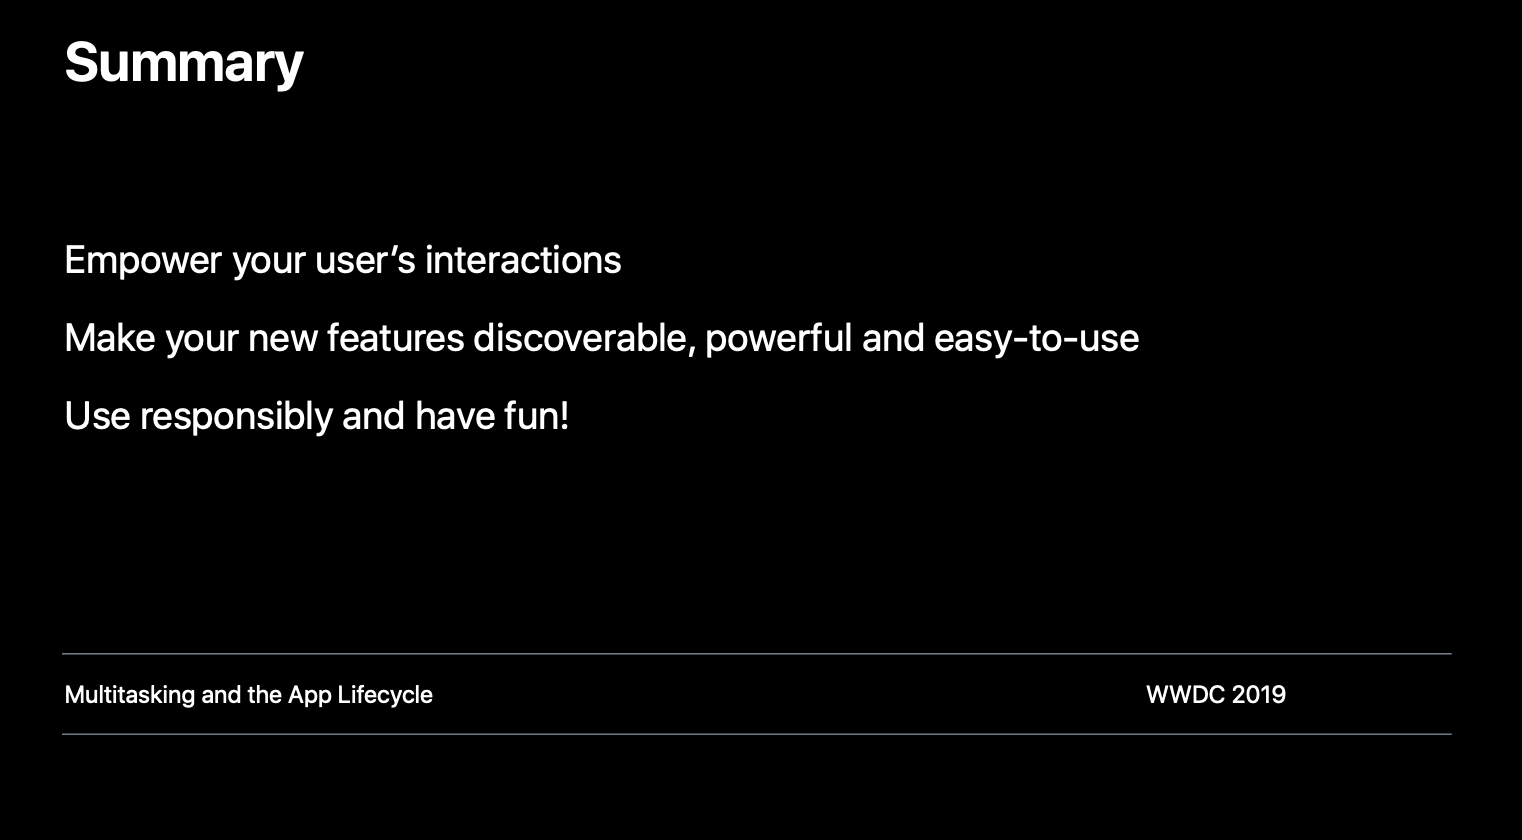 Summary
Empower your user’s interactions
Make your new features discoverable, powerful and easy-to-use
Use responsibly and have fun!
Multitasking and the App Lifecycle
WWDC 2019